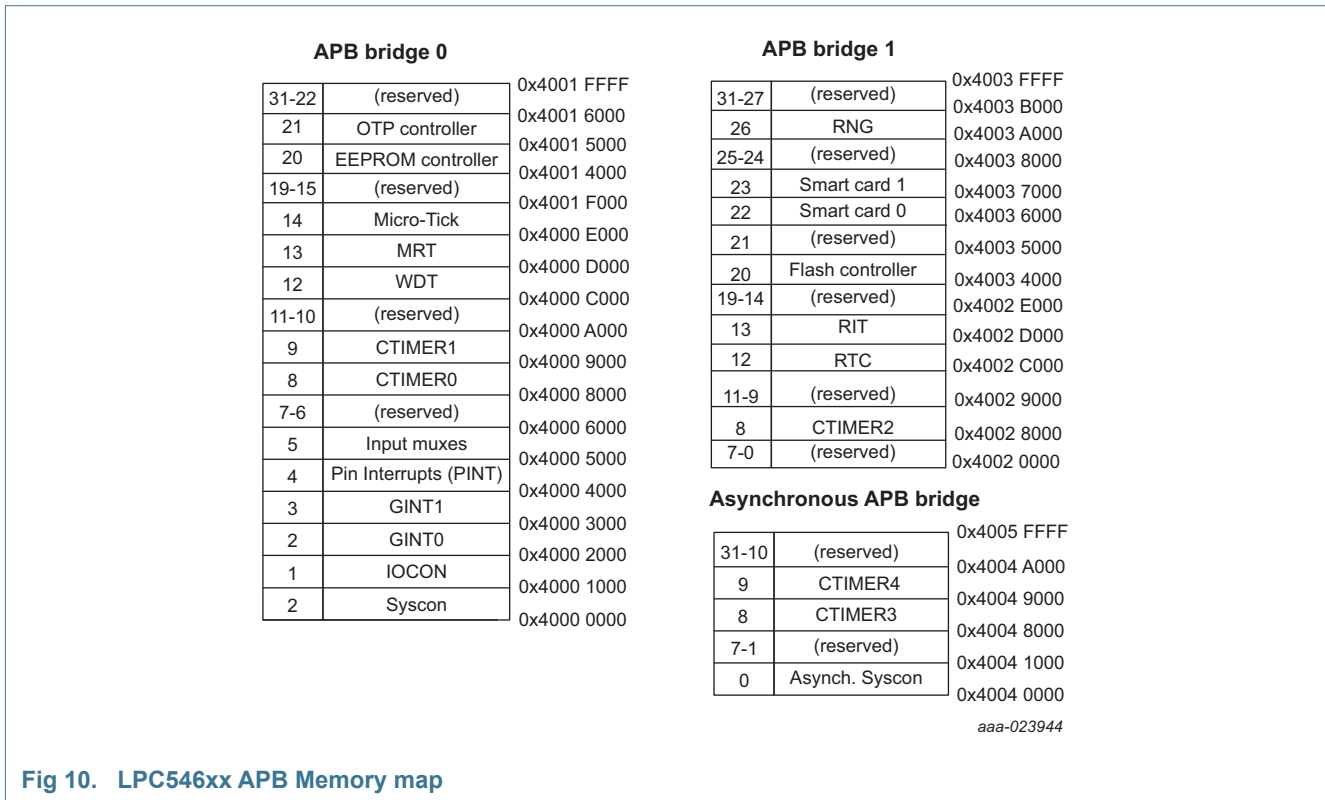 APB bridge 0
0x4001 FFFF
31-22 (reserved)
0x4001 6000
21 OTP controller
0x4001 5000
20 EEPROM controller
0x4001 4000
19-15 (reserved)
0x4001 F000
14 Micro-Tick
0x4000 E000
13 MRT
0x4000 D000
12 WDT
0x4000 C000
11-10 (reserved)
0x4000 A000
9 CTIMER1
0x4000 9000
8 CTIMER0
0x4000 8000
7-6 (reserved)
0x4000 6000
5 Input muxes
0x4000 5000
4 Pin Interrupts (PINT)
0x4000 4000
3 GINT1
0x4000 3000
2 GINT0
0x4000 2000
1 IOCON
0x4000 1000
2 Syscon
0x4000 0000
APB bridge 1
0x4003 FFFF
31-27 (reserved)
0x4003 B000
26 RNG
0x4003 A000
25-24 (reserved)
0x4003 8000
23 Smart card 1
0x4003 7000
22 Smart card 0
0x4003 6000
21 (reserved)
0x4003 5000
20 Flash controller
0x4003 4000
19-14 (reserved)
0x4002 E000
13 RIT
0x4002 D000
12 RTC
0x4002 C000
11-9 (reserved)
0x4002 9000
8 CTIMER2
0x4002 8000
7-0 (reserved)
0x4002 0000
Asynchronous APB bridge
0x4005 FFFF
31-10 (reserved)
0x4004 A000
9 CTIMER4
0x4004 9000
8 CTIMER3
0x4004 8000
7-1 (reserved)
0x4004 1000
0 Asynch. Syscon
0x4004 0000
aaa-023944
Fig 10. LPC546xx APB Memory map